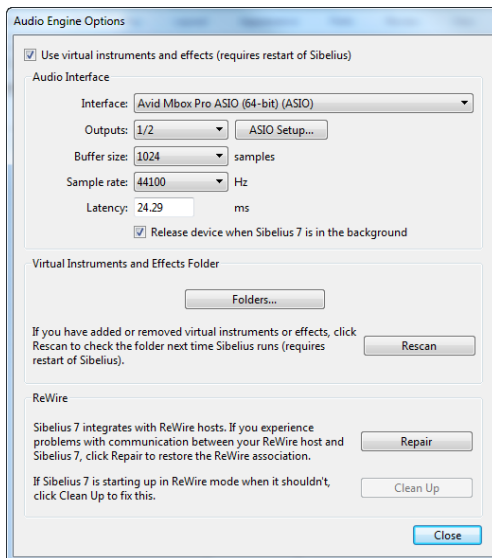 Audio Engine Options
Use virtual instruments and effects (requires restart of Sibelius)
Audio Interface
Interface: Avid Mbox Pro ASIO (64-bit) (ASIO)
Outputs: 1/2 ASIO Setup...
Buffer size: 1024 samples
Sample rate: 44100 Hz
Latency: 24.29 ms
Release device when Sibelius 7 is in the background
Virtual Instruments and Effects Folder
Folders...
If you have added or removed virtual instruments or effects, click
Rescan to check the folder next time Sibelius runs (requires
restart of Sibelius).
Rescan
ReWire
Sibelius 7 integrates with ReWire hosts. If you experience
problems with communication between your ReWire host and
Sibelius 7, click Repair to restore the ReWire association.
Repair
If Sibelius 7 is starting up in ReWire mode when it shouldn't,
click Clean Up to fix this.
Clean Up
Close